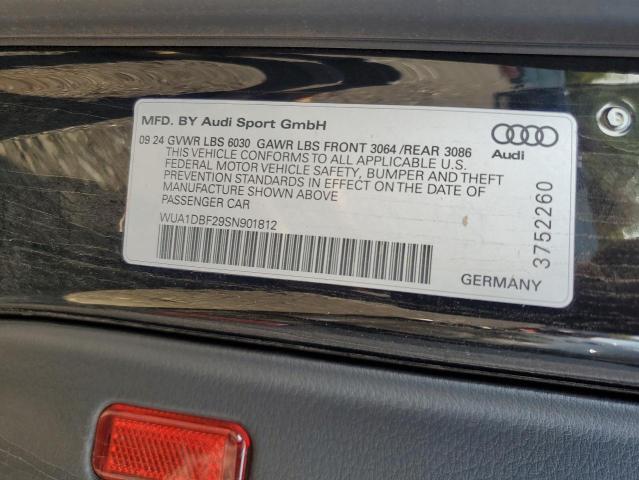 MFD. BY Audi Sport GmbH
09 24 GVWR LBS 6030 GAWR LBS FRONT 3064 /REAR 3086
THIS VEHICLE CONFORMS TO ALL APPLICABLE U.S.
FEDERAL MOTOR VEHICLE SAFETY, BUMPER AND THEFT
PREVENTION STANDARDS IN EFFECT ON THE DATE OF
MANUFACTURE SHOWN ABOVE
PASSENGER CAR
WUA1DBF29SN901812
Audi
3752260
GERMANY